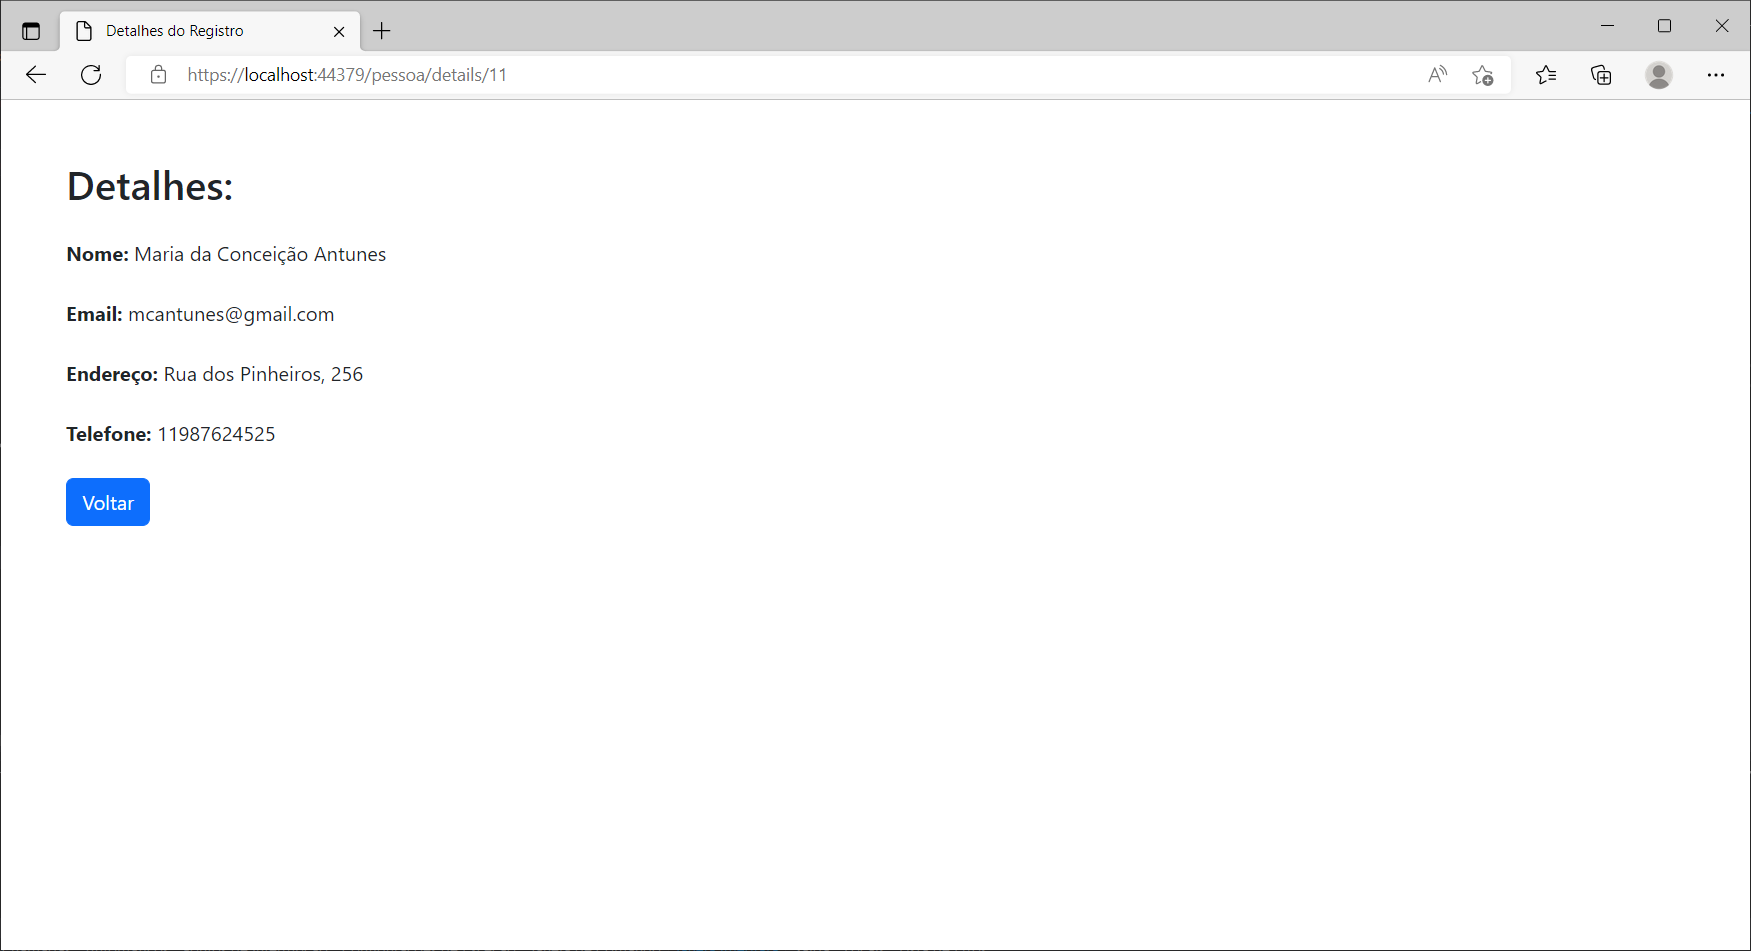 Detalhes do Registro
https://localhost:44379/pessoa/details/11
Detalhes:
Nome: Maria da Conceição Antunes
Email: mcantunes@gmail.com
Endereço: Rua dos Pinheiros, 256
Telefone: 11987624525
Voltar